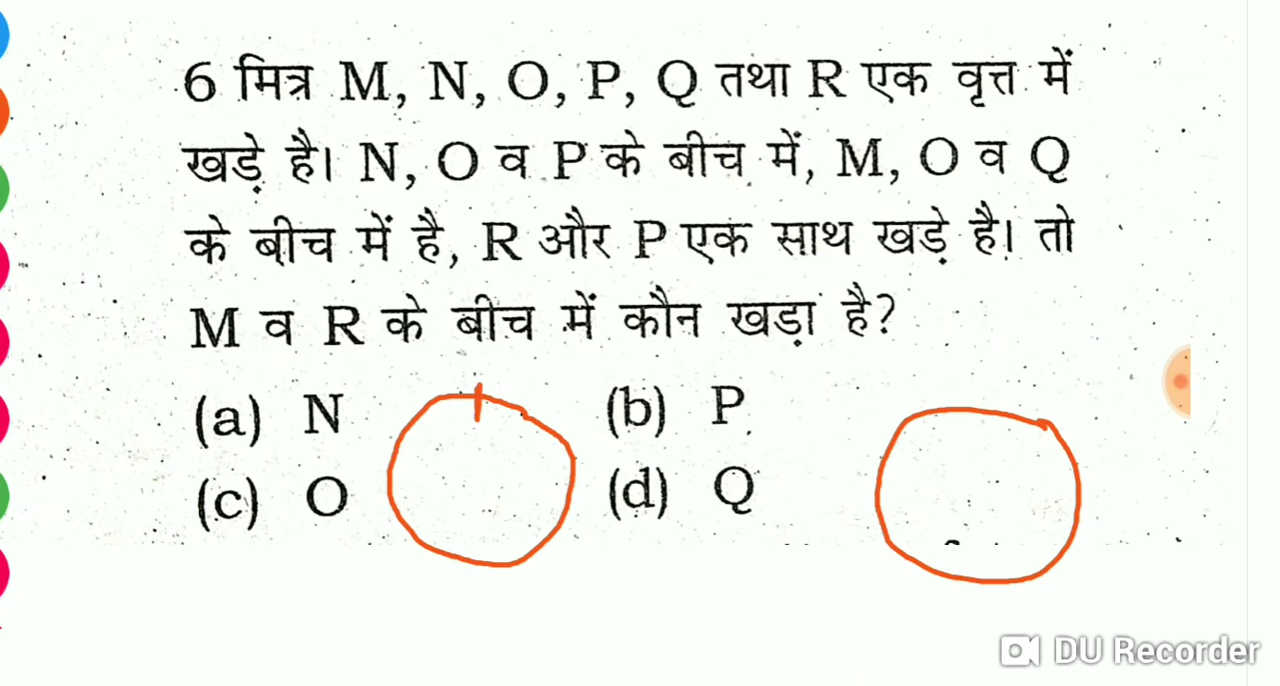 6 मित्र M, N, O, P, Q तथा R एक वृत्त में
खड़े है। N, O व P के बीच में, M, O व Q
के बीच में है, R और P एक साथ खड़े है। तो
M व R के बीच में कौन खड़ा है?
(a) N (b) P
(c) O (d) Q
DU Recorder